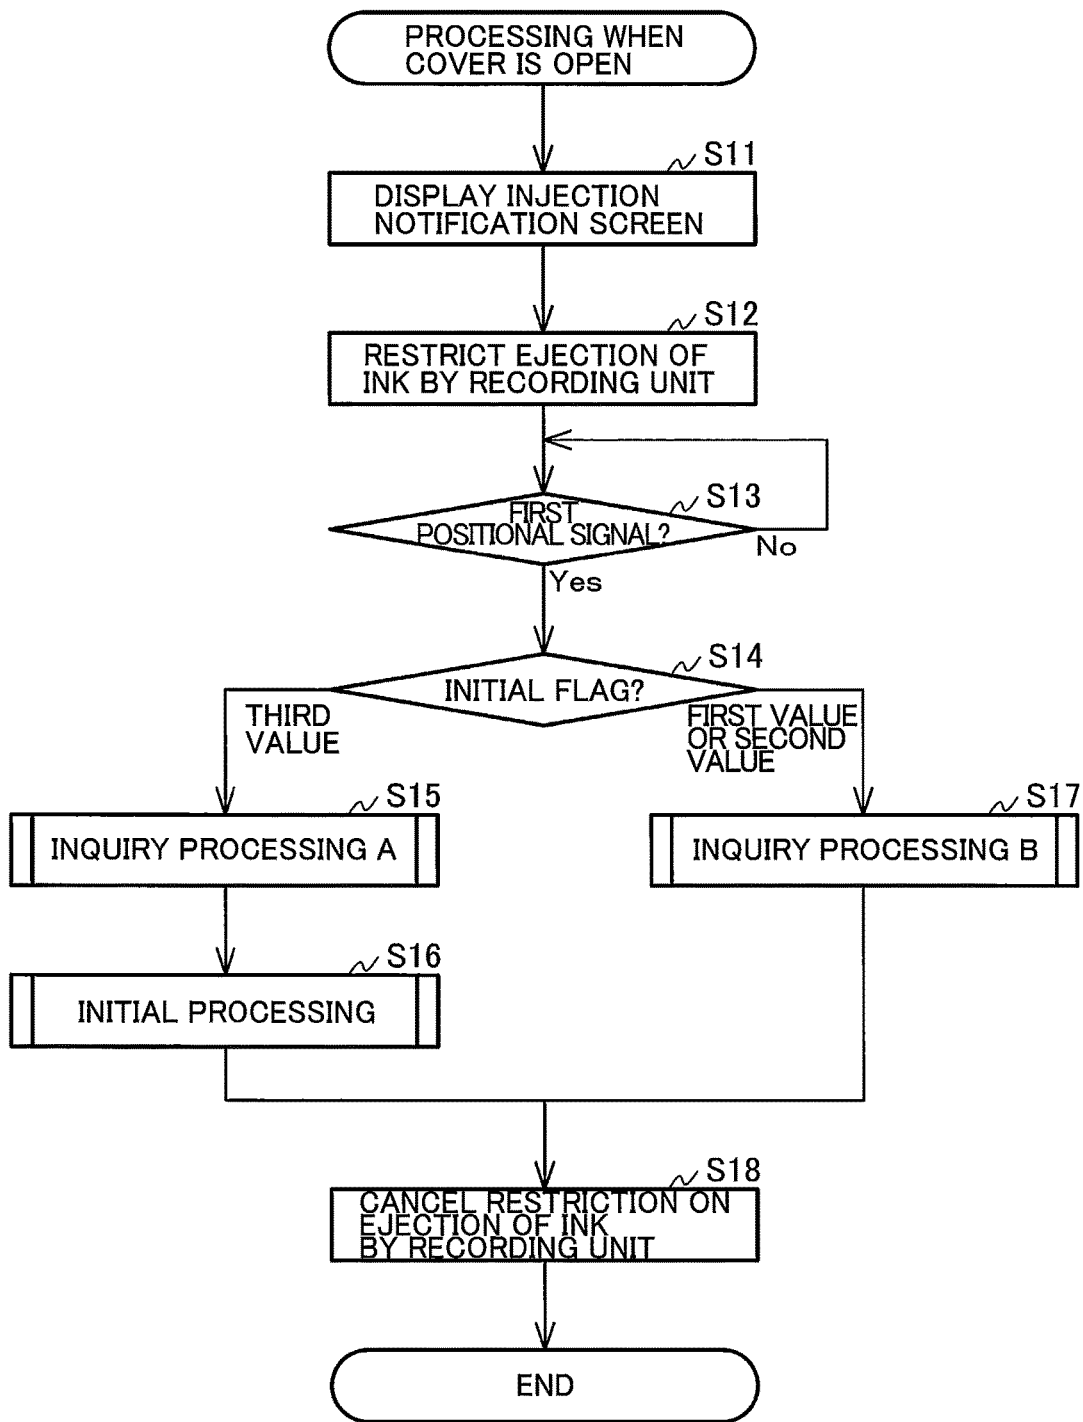 PROCESSING WHEN
COVER IS OPEN
S11
DISPLAY INJECTION
NOTIFICATION SCREEN
S12
RESTRICT EJECTION OF
INK BY RECORDING UNIT
S13
FIRST
POSITIONAL SIGNAL?
No
Yes
S14
INITIAL FLAG?
THIRD
VALUE
FIRST VALUE
OR SECOND
VALUE
S15
INQUIRY PROCESSING A
S17
INQUIRY PROCESSING B
S16
INITIAL PROCESSING
S18
CANCEL RESTRICTION ON
EJECTION OF INK
BY RECORDING UNIT
END